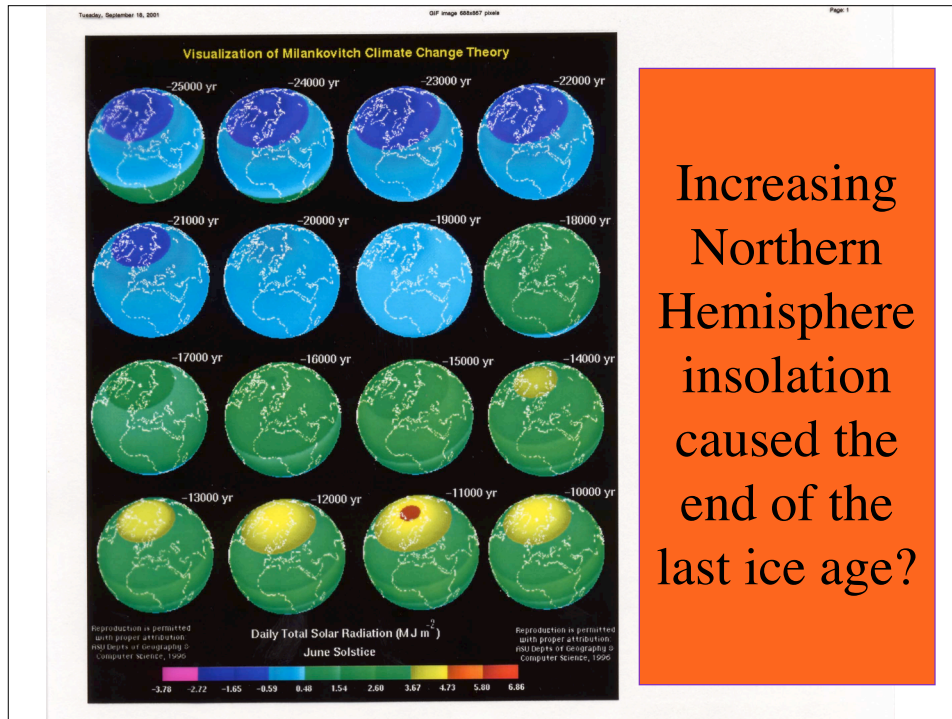 Tuesday, September 18, 2001
GIF image 888x867 pixels
Page: 1
Visualization of Milankovitch Climate Change Theory
-25000 yr
-24000 yr
-23000 yr
-22000 yr
-21000 yr
-20000 yr
-19000 yr
-18000 yr
-17000 yr
-16000 yr
-15000 yr
-14000 yr
-13000 yr
-12000 yr
-11000 yr
-10000 yr
Reproduction is permitted
with proper attribution:
ASU Depts of Geography &
Computer Science, 1996
Daily Total Solar Radiation (MJ m⁻²)
June Solstice
Reproduction is permitted
with proper attribution:
ASU Depts of Geography &
Computer Science, 1996
-3.78 -2.72 -1.65 -0.59 0.48 1.54 2.60 3.67 4.73 5.80 6.86
Increasing
Northern
Hemisphere
insolation
caused the
end of the
last ice age?